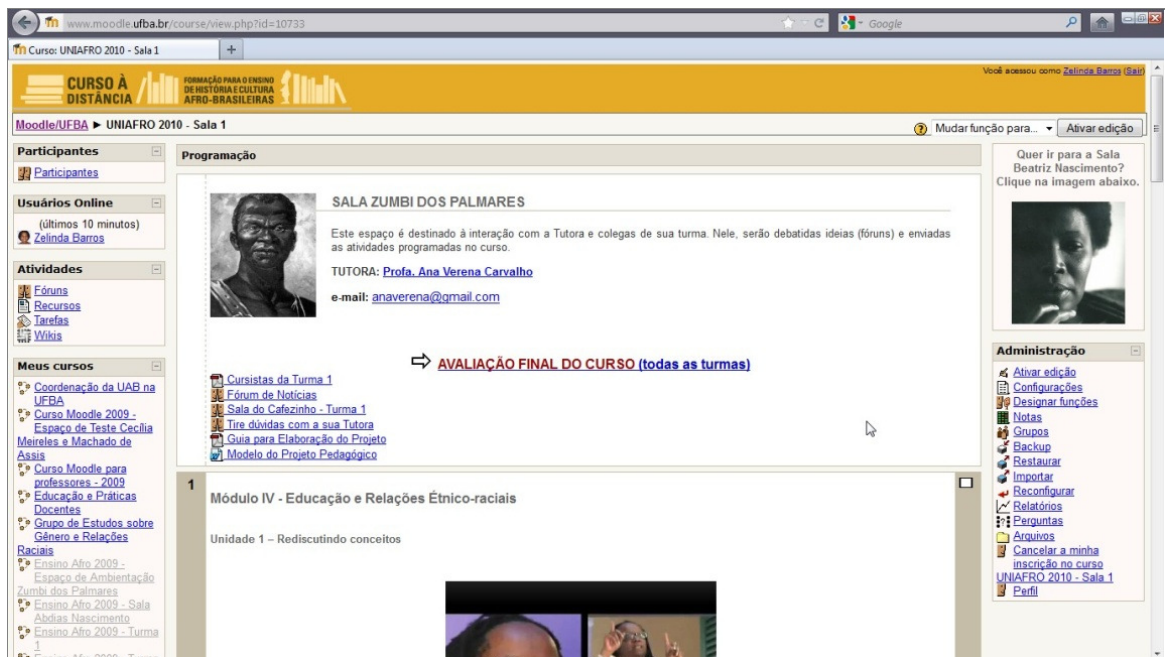 www.moodle.ufba.br/course/view.php?id=10733
Google
Curso: UNIAFRO 2010 - Sala 1
+
CURSO À
DISTÂNCIA
FORMAÇÃO PARA O ENSINO
DE HISTÓRIA E CULTURA
AFRO-BRASILEIRAS
Você acessou como Zelinda Barros (Sair)
Moodle/UFBA ► UNIAFRO 2010 - Sala 1
Mudar função para...
Ativar edição
Participantes
Participantes
Usuários Online
(últimos 10 minutos)
Zelinda Barros
Atividades
Fóruns
Recursos
Tarefas
Wikis
Meus cursos
Coordenação da UAB na
UFBA
Curso Moodle 2009 -
Espaço de Teste Cecília
Meireles e Machado de
Assis
Curso Moodle para
professores - 2009
Educação e Práticas
Docentes
Grupo de Estudos sobre
Gênero e Relações
Raciais
Ensino Afro 2009 -
Espaço de Ambientação
Zumbi dos Palmares
Ensino Afro 2009 - Sala
Abdias Nascimento
Ensino Afro 2009 - Turma
1
Programação
SALA ZUMBI DOS PALMARES
Este espaço é destinado à interação com a Tutora e colegas de sua turma. Nele, serão debatidas ideias (fóruns) e enviadas
as atividades programadas no curso.
TUTORA: Profa. Ana Verena Carvalho
e-mail: anaverena@gmail.com
⇨ AVALIAÇÃO FINAL DO CURSO (todas as turmas)
Cursistas da Turma 1
Fórum de Notícias
Sala do Cafezinho - Turma 1
Tire dúvidas com a sua Tutora
Guia para Elaboração do Projeto
Modelo do Projeto Pedagógico
1
Módulo IV - Educação e Relações Étnico-raciais
Unidade 1 – Rediscutindo conceitos
Quer ir para a Sala
Beatriz Nascimento?
Clique na imagem abaixo.
Administração
Ativar edição
Configurações
Designar funções
Notas
Grupos
Backup
Restaurar
Importar
Reconfigurar
Relatórios
Perguntas
Arquivos
Cancelar a minha
inscrição no curso
UNIAFRO 2010 - Sala 1
Perfil